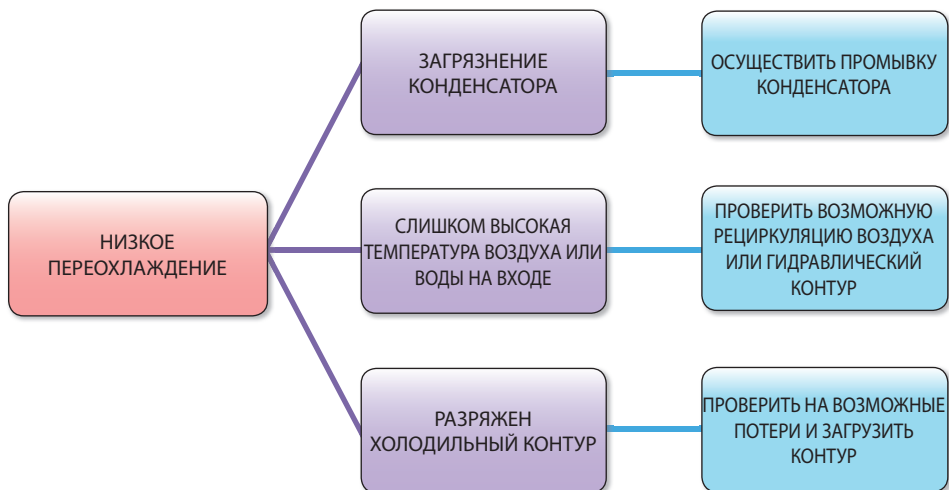 НИЗКОЕ
ПЕРЕОХЛАЖДЕНИЕ
ЗАГРЯЗНЕНИЕ
КОНДЕНСАТОРА
ОСУЩЕСТВИТЬ ПРОМЫВКУ
КОНДЕНСАТОРА
СЛИШКОМ ВЫСОКАЯ
ТЕМПЕРАТУРА ВОЗДУХА ИЛИ
ВОДЫ НА ВХОДЕ
ПРОВЕРИТЬ ВОЗМОЖНУЮ
РЕЦИРКУЛЯЦИЮ ВОЗДУХА
ИЛИ ГИДРАВЛИЧЕСКИЙ
КОНТУР
РАЗРЯЖЕН
ХОЛОДИЛЬНЫЙ КОНТУР
ПРОВЕРИТЬ НА ВОЗМОЖНЫЕ
ПОТЕРИ И ЗАГРУЗИТЬ
КОНТУР